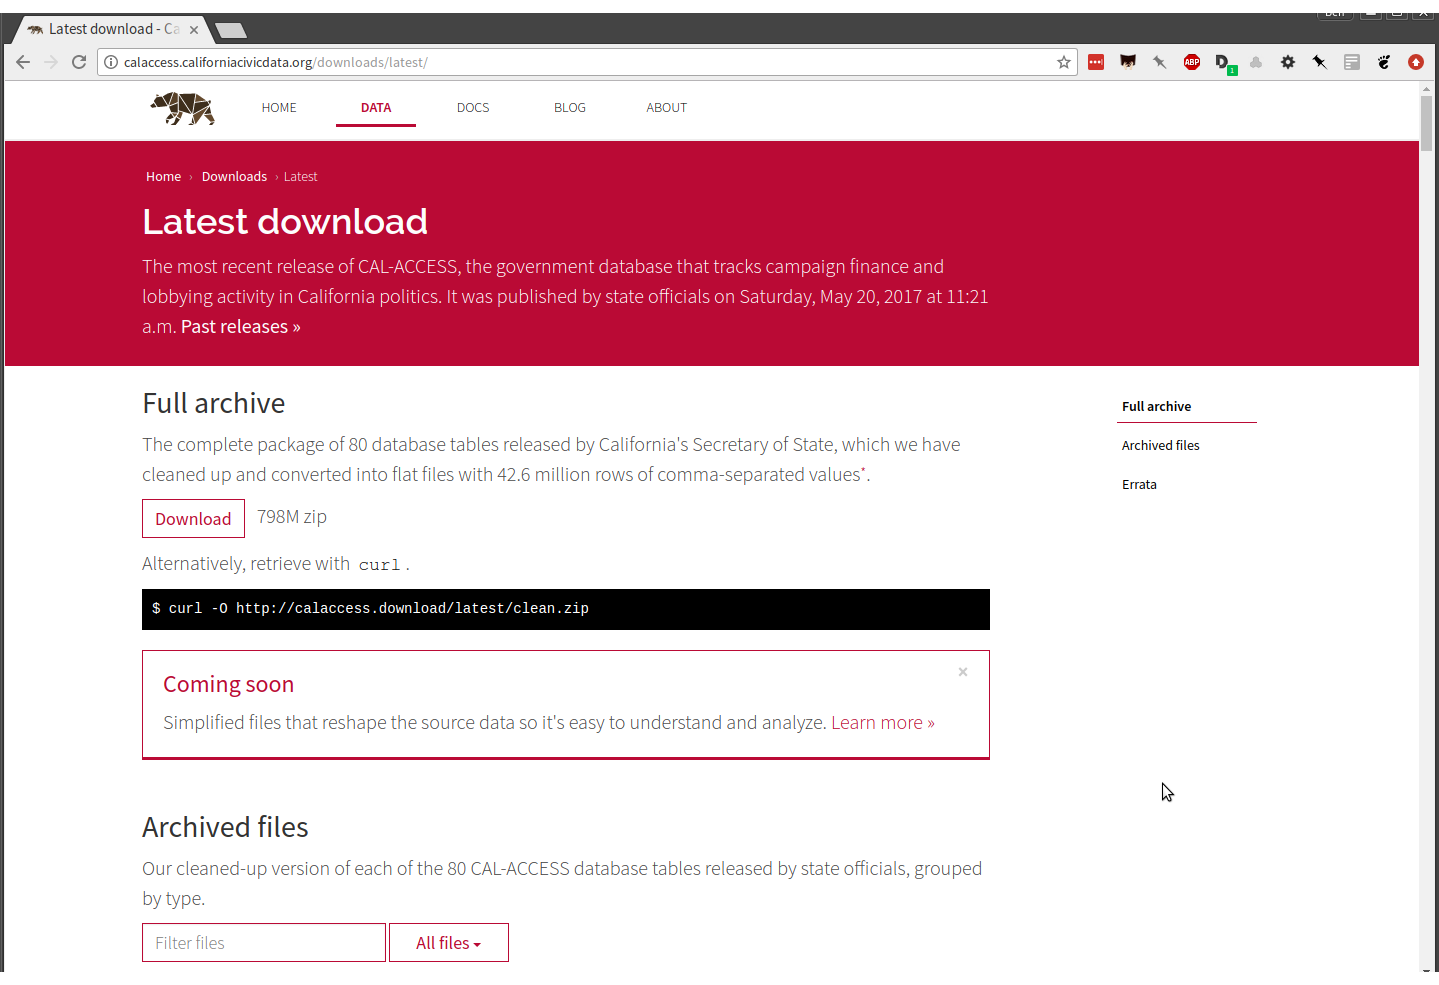 Latest download - Ca
calaccess.californiacivicdata.org/downloads/latest/
ABP
1
HOME
DATA
DOCS
BLOG
ABOUT
Home › Downloads › Latest
Latest download
The most recent release of CAL-ACCESS, the government database that tracks campaign finance and
lobbying activity in California politics. It was published by state officials on Saturday, May 20, 2017 at 11:21
a.m. Past releases »
Full archive
The complete package of 80 database tables released by California's Secretary of State, which we have
cleaned up and converted into flat files with 42.6 million rows of comma-separated values*.
Download 798M zip
Alternatively, retrieve with curl.
$ curl -O http://calaccess.download/latest/clean.zip
Coming soon
×
Simplified files that reshape the source data so it's easy to understand and analyze. Learn more »
Archived files
Our cleaned-up version of each of the 80 CAL-ACCESS database tables released by state officials, grouped
by type.
Filter files
All files
Full archive
Archived files
Errata